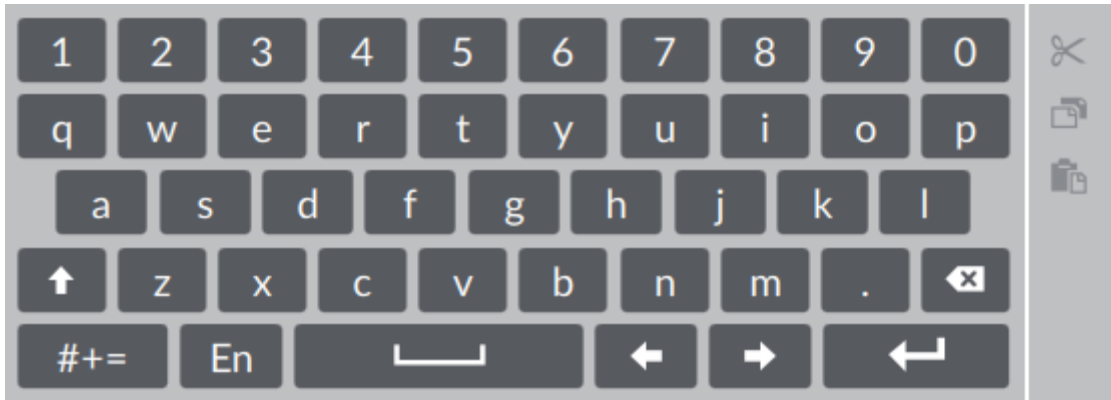 1 2 3 4 5 6 7 8 9 0
q w e r t y u i o p
a s d f g h j k l
z x c v b n m .
#+= En